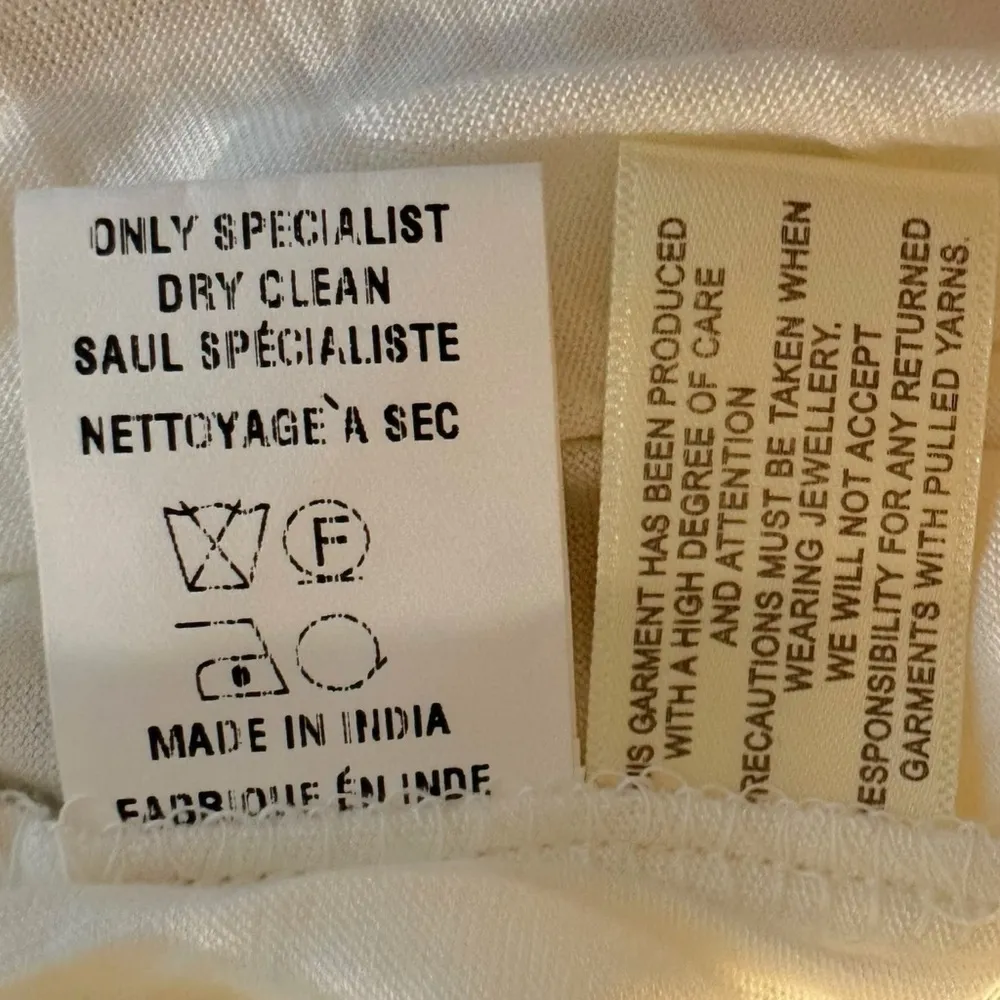 ONLY SPECIALIST
DRY CLEAN
SAUL SPÉCIALISTE
NETTOYAGE`A SEC
F
MADE IN INDIA
FABRIQUE ÉN INDE
IS GARMENT HAS BEEN PRODUCED
WITH A HIGH DEGREE OF CARE
AND ATTENTION
PRECAUTIONS MUST BE TAKEN WHEN
WEARING JEWELLERY.
WE WILL NOT ACCEPT
ESPONSIBILITY FOR ANY RETURNED
GARMENTS WITH PULLED YARNS.